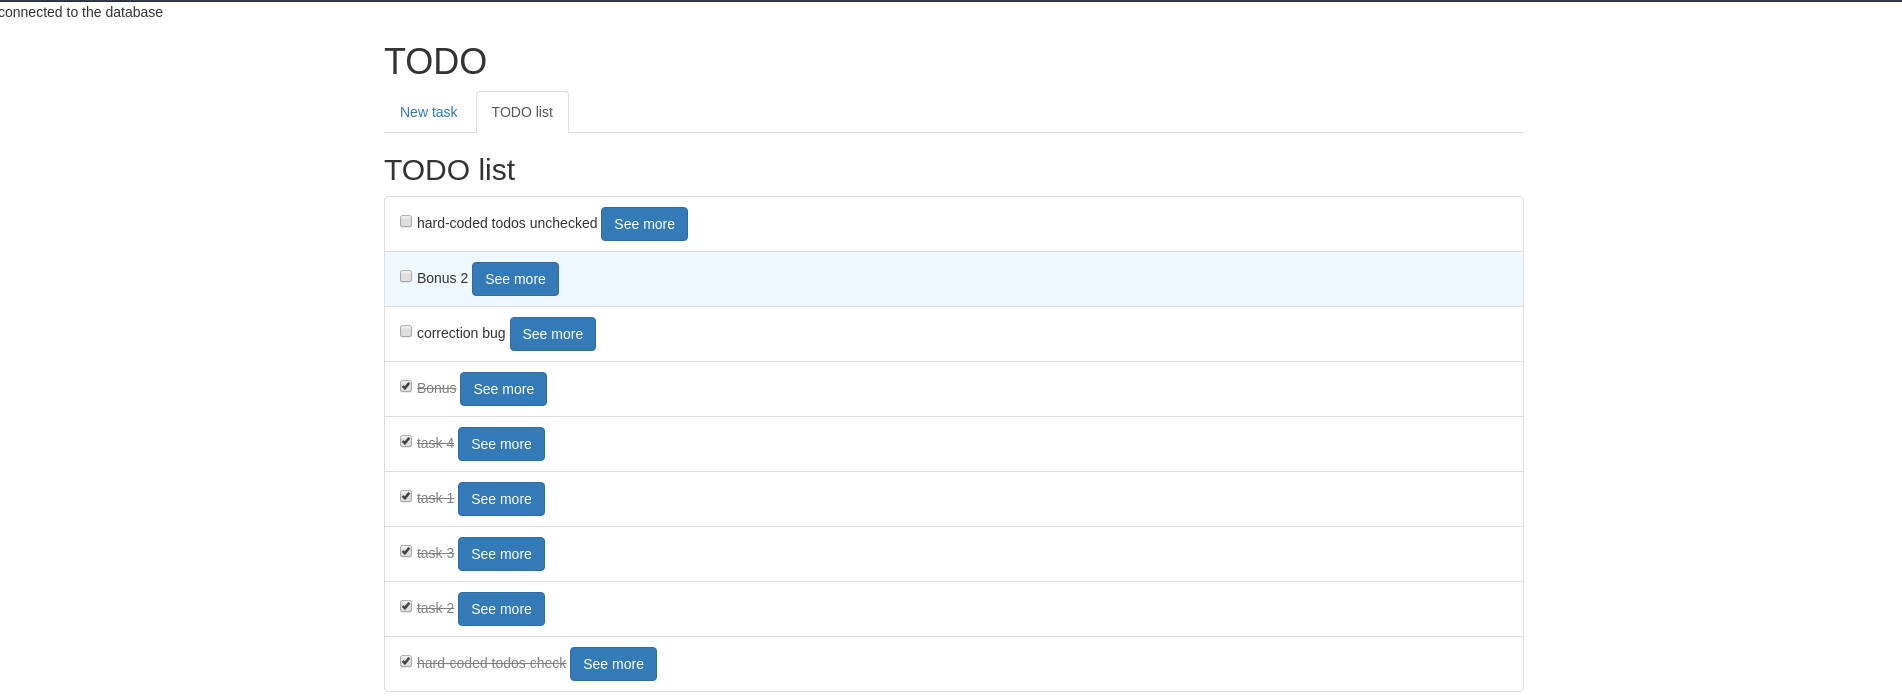 connected to the database
TODO
New task TODO list
TODO list
hard-coded todos unchecked See more
Bonus 2 See more
correction bug See more
Bonus See more
task 4 See more
task 1 See more
task 3 See more
task 2 See more
hard-coded todos check See more